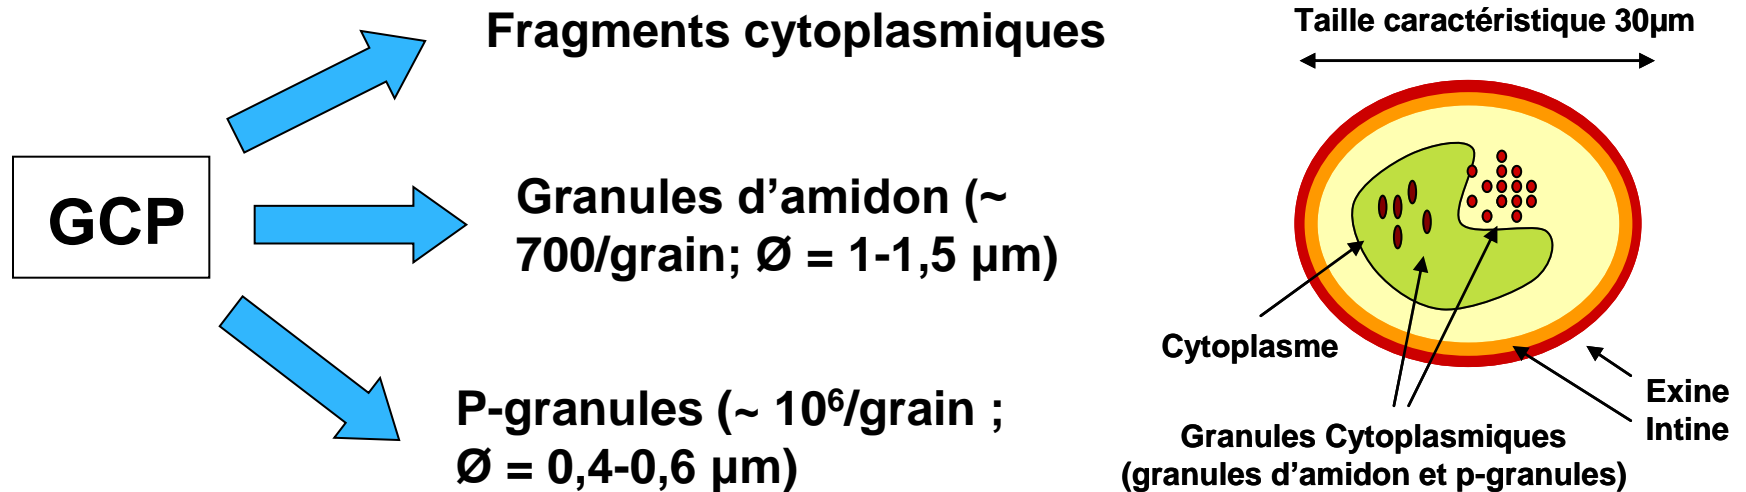 Fragments cytoplasmiques
GCP
Granules d’amidon (~
700/grain; Ø = 1-1,5 µm)
P-granules (~ 10⁶/grain ;
Ø = 0,4-0,6 µm)
Taille caractéristique 30µm
Cytoplasme
Exine
Intine
Granules Cytoplasmiques
(granules d’amidon et p-granules)